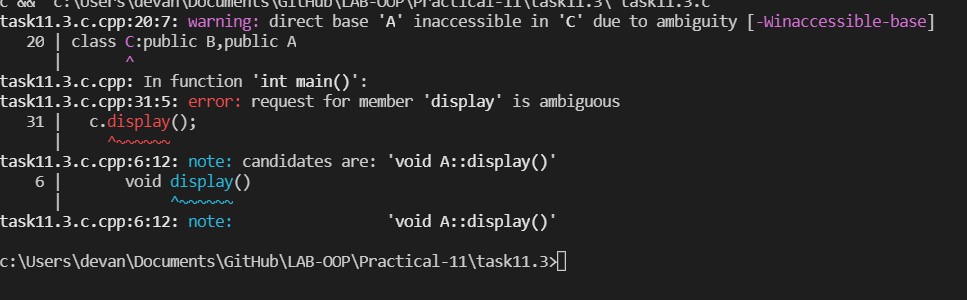 c && "c:\Users\devan\Documents\GitHub\LAB-OOP\Practical-11\task11.3\"task11.3.c
task11.3.c.cpp:20:7: warning: direct base 'A' inaccessible in 'C' due to ambiguity [-Winaccessible-base]
20 | class C:public B,public A
| ^
task11.3.c.cpp: In function 'int main()':
task11.3.c.cpp:31:5: error: request for member 'display' is ambiguous
31 | c.display();
| ^~~~~~~
task11.3.c.cpp:6:12: note: candidates are: 'void A::display()'
6 | void display()
| ^~~~~~~
task11.3.c.cpp:6:12: note: 'void A::display()'
c:\Users\devan\Documents\GitHub\LAB-OOP\Practical-11\task11.3>